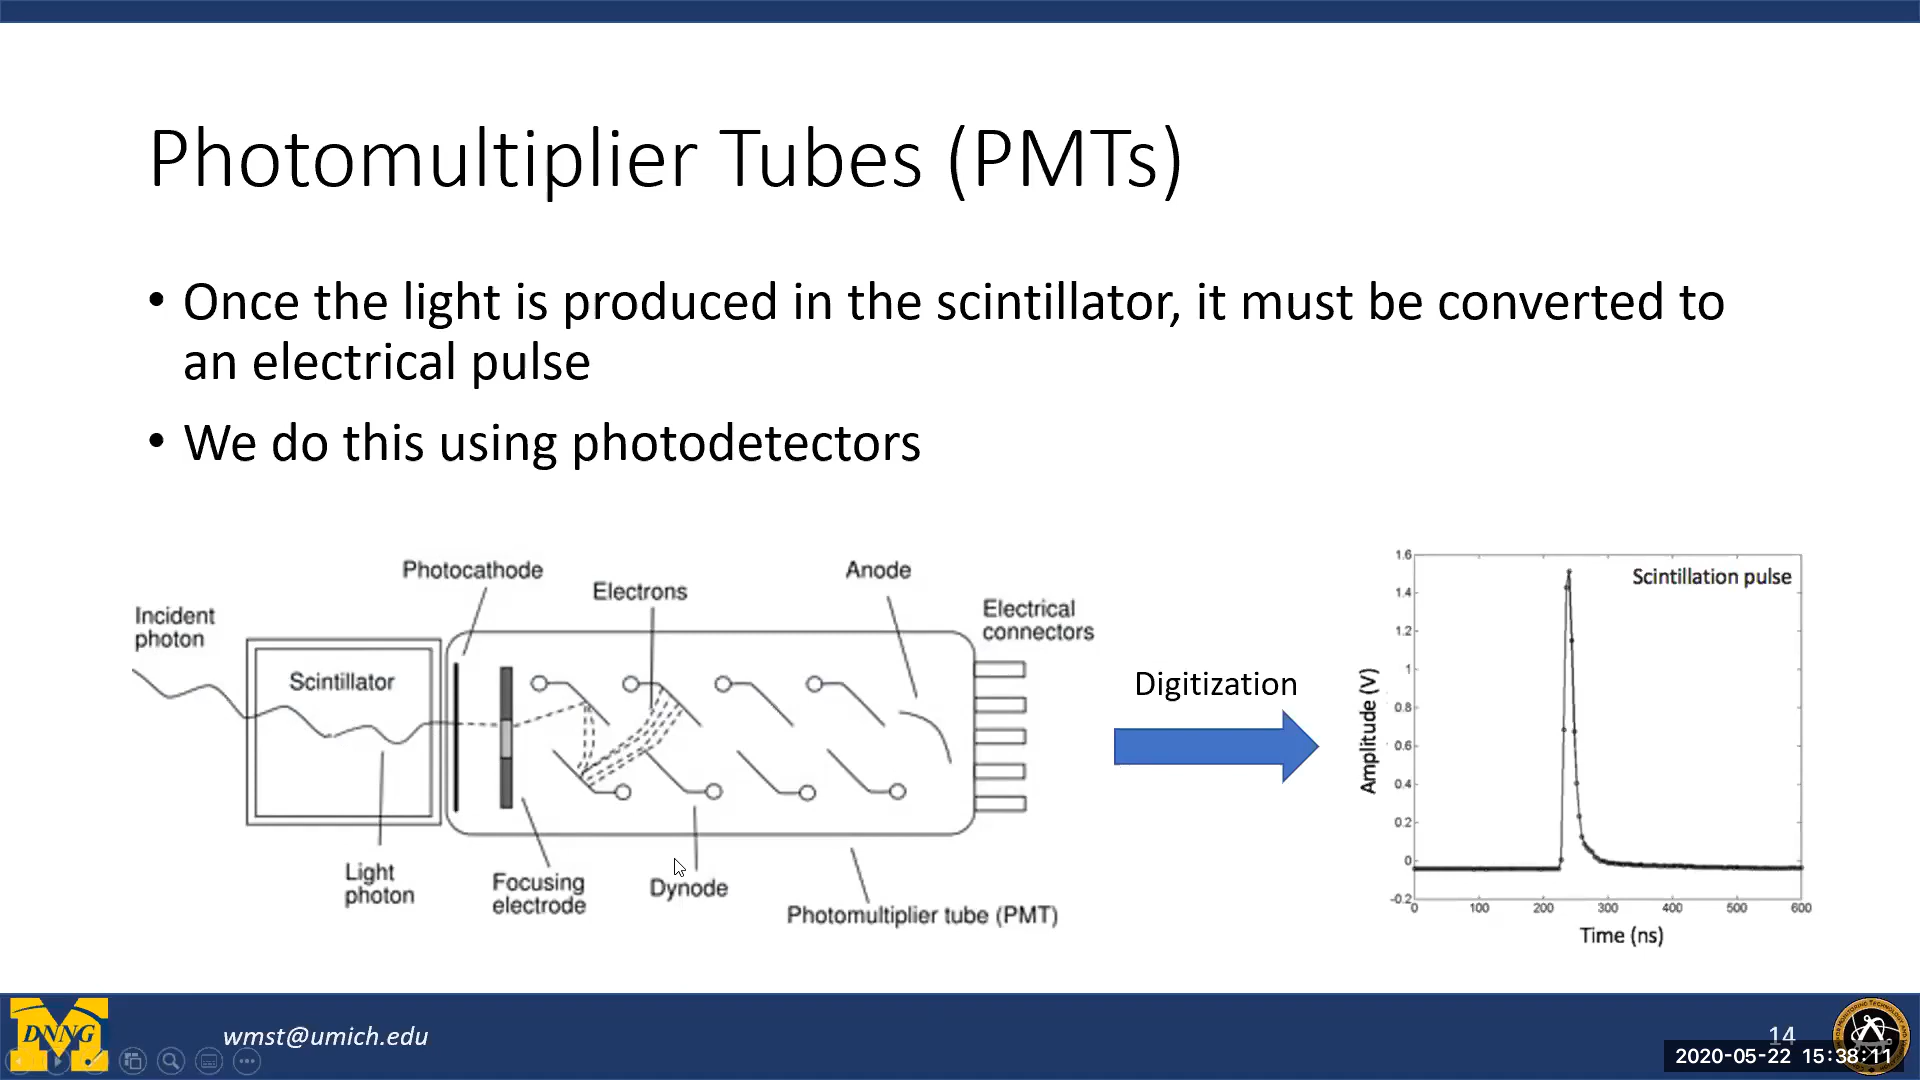 Photomultiplier Tubes (PMTs)
• Once the light is produced in the scintillator, it must be converted to
an electrical pulse
• We do this using photodetectors
Photocathode
Electrons
Anode
Incident
photon
Electrical
connectors
Scintillator
Light
photon
Focusing
electrode
Dynode
Photomultiplier tube (PMT)
Digitization
Scintillation pulse
Amplitude (V)
1.6
1.4
1.2
1
0.8
0.6
0.4
0.2
0
-0.2
0 100 200 300 400 500 600
Time (ns)
DNNG
wmst@umich.edu
14
2020-05-22 15:38:11